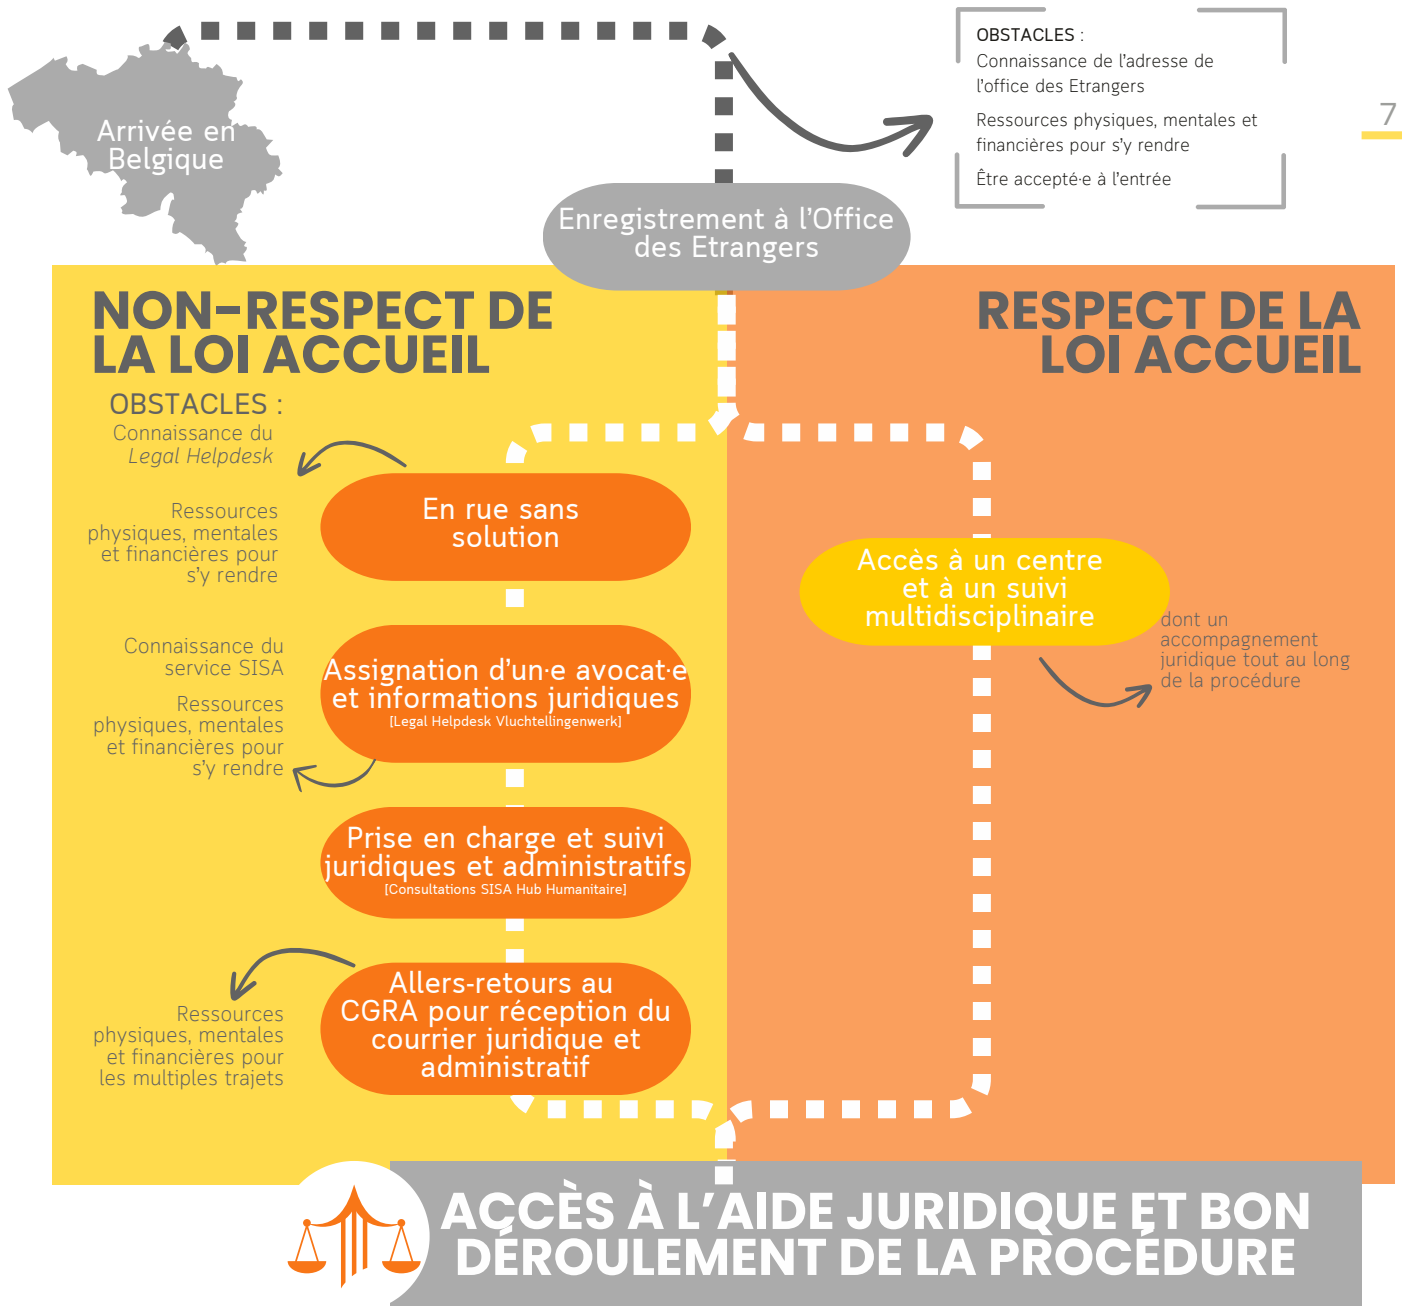 OBSTACLES :
Connaissance de l'adresse de
l'office des Etrangers
Ressources physiques, mentales et
financières pour s'y rendre
Être accepté·e à l'entrée
7
Arrivée en
Belgique
Enregistrement à l'Office
des Etrangers
NON-RESPECT DE
LA LOI ACCUEIL
OBSTACLES :
Connaissance du
Legal Helpdesk
Ressources
physiques, mentales
et financières pour
s'y rendre
En rue sans
solution
Connaissance du
service SISA
Ressources
physiques, mentales
et financières pour
s'y rendre
Assignation d'un·e avocat·e
et informations juridiques
[Legal Helpdesk Vluchtellingenwerk]
Prise en charge et suivi
juridiques et administratifs
[Consultations SISA Hub Humanitaire]
Allers-retours au
CGRA pour réception du
courrier juridique et
administratif
Ressources
physiques, mentales
et financières pour
les multiples trajets
RESPECT DE LA
LOI ACCUEIL
Accès à un centre
et à un suivi
multidisciplinaire
dont un
accompagnement
juridique tout au long
de la procédure
ACCÈS À L'AIDE JURIDIQUE ET BON
DÉROULEMENT DE LA PROCÉDURE